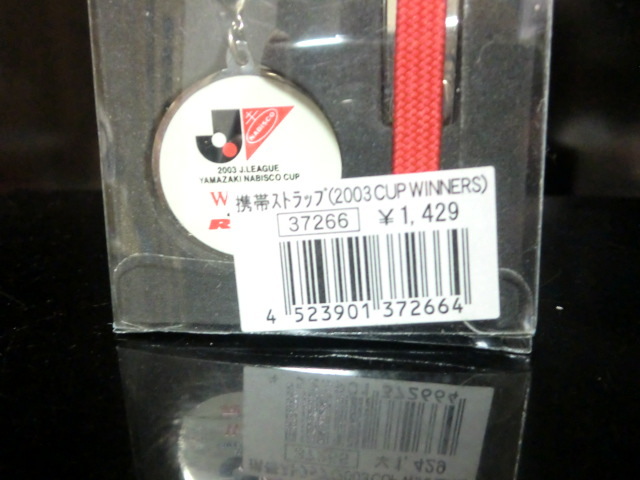 NABISCO
2003 J.LEAGUE
YAMAZAKI NABISCO CUP
W
R
携帯ストラップ(2003 CUP WINNERS)
37266 ¥1,429
4 523901 372664